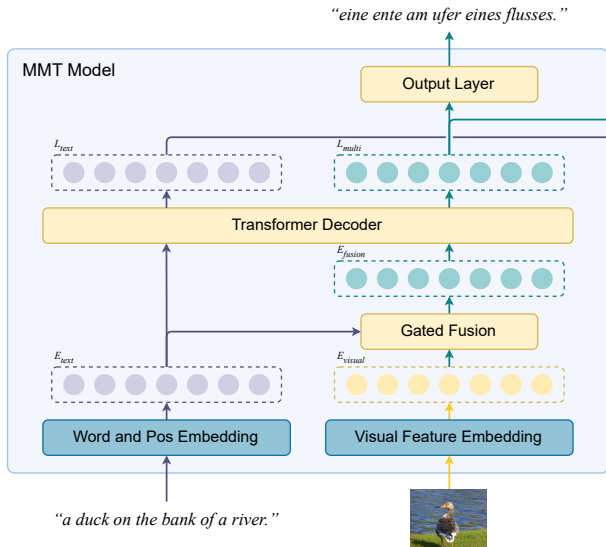 “eine ente am ufer eines flusses.”
MMT Model
Output Layer
L_text
L_multi
Transformer Decoder
E_fusion
Gated Fusion
E_text
E_visual
Word and Pos Embedding
Visual Feature Embedding
“a duck on the bank of a river.”